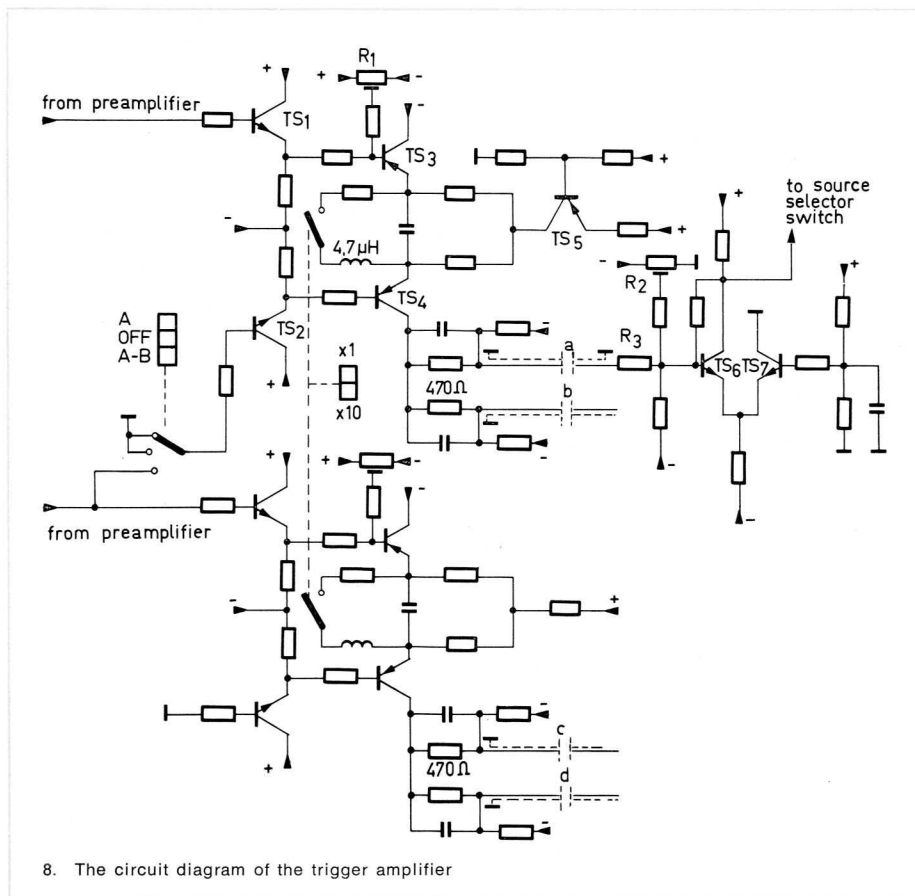 R1
+ -
+ -
from preamplifier
TS1
TS3
+
+
+
to source
selector
switch
-
4,7µH
TS5
+
-
R2
+
TS4
TS2
R3
A
OFF
A-B
-
a
TS6 TS7
+
x1
x10
470Ω
b
-
-
-
+
+ -
-
from preamplifier
-
+
-
c
470Ω
d
+
-
8. The circuit diagram of the trigger amplifier